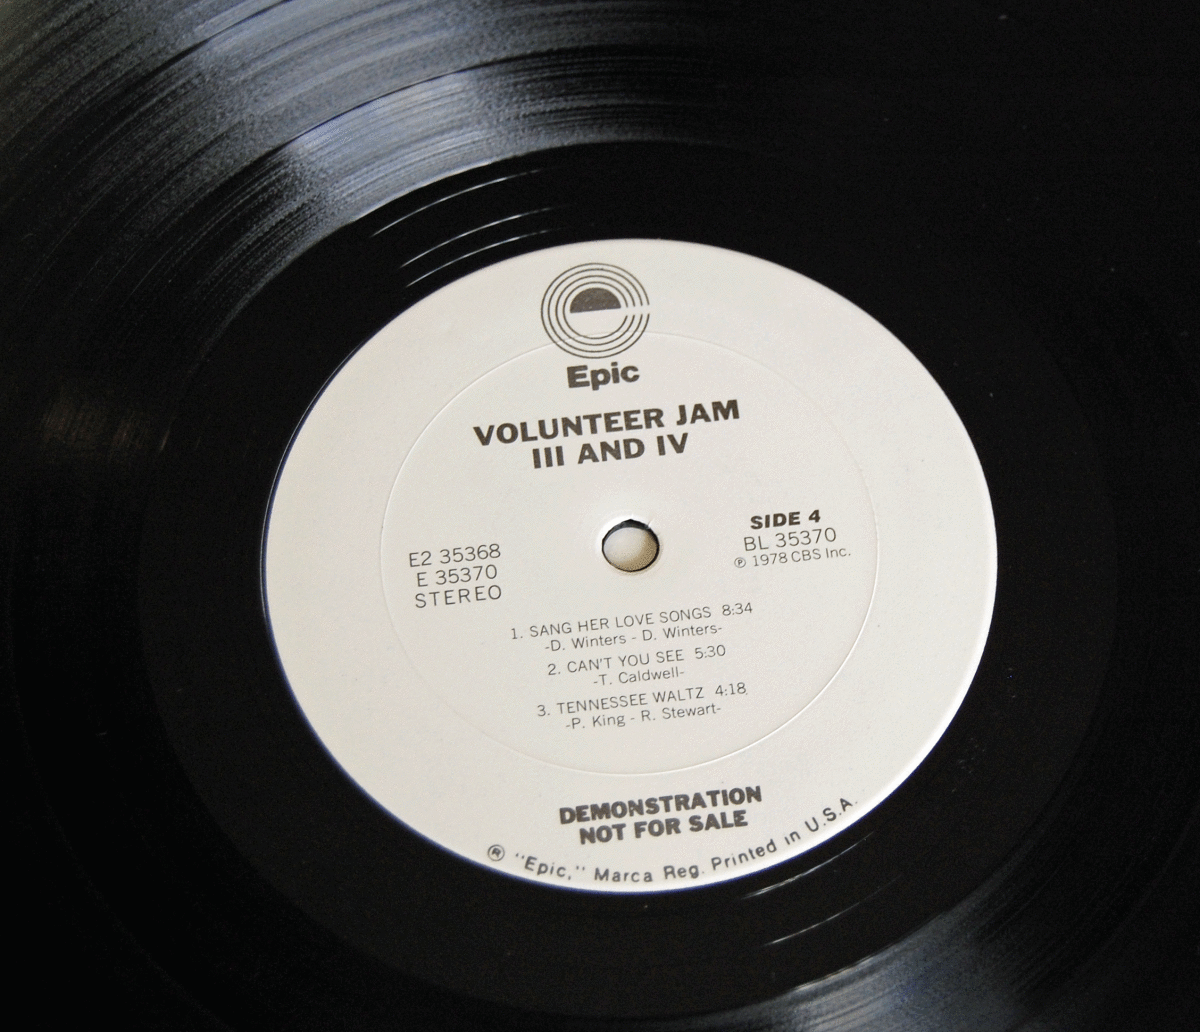 Epic
VOLUNTEER JAM
III AND IV
E2 35368
E 35370
STEREO
SIDE 4
BL 35370
℗ 1978 CBS Inc.
1. SANG HER LOVE SONGS 8:34
-D. Winters - D. Winters-
2. CAN'T YOU SEE 5:30
-T. Caldwell-
3. TENNESSEE WALTZ 4:18
-P. King - R. Stewart-
DEMONSTRATION
NOT FOR SALE
® "Epic," Marca Reg. Printed in U.S.A.